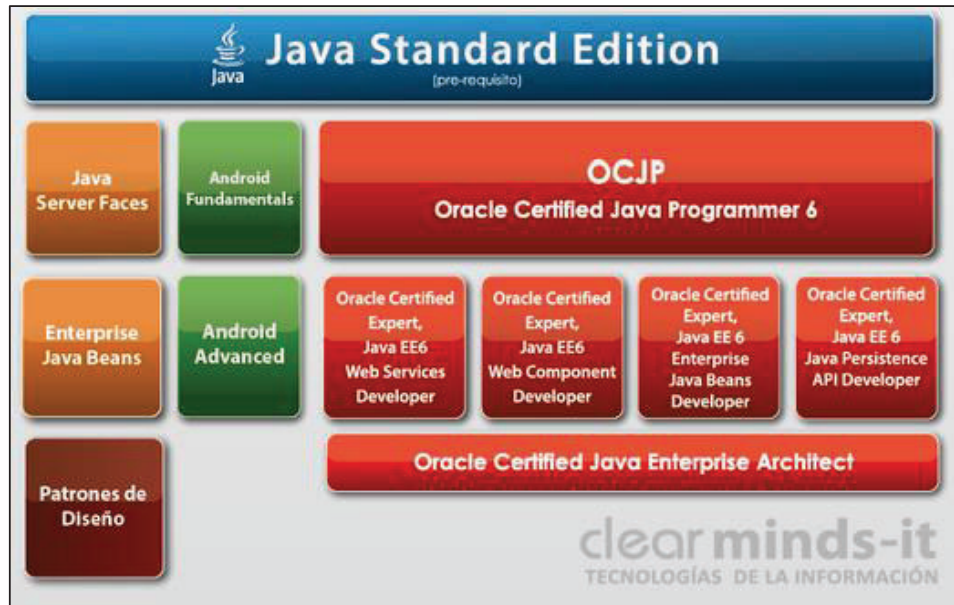 Java
Java Standard Edition
(pre-requisito)
Java
Server Faces
Android
Fundamentals
OCJP
Oracle Certified Java Programmer 6
Enterprise
Java Beans
Android
Advanced
Oracle Certified
Expert,
Java EE6
Web Services
Developer
Oracle Certified
Expert,
Java EE6
Web Component
Developer
Oracle Certified
Expert,
Java EE 6
Enterprise
Java Beans
Developer
Oracle Certified
Expert,
Java EE 6
Java Persistence
API Developer
Patrones de
Diseño
Oracle Certified Java Enterprise Architect
clearminds-it
TECNOLOGÍAS DE LA INFORMACIÓN